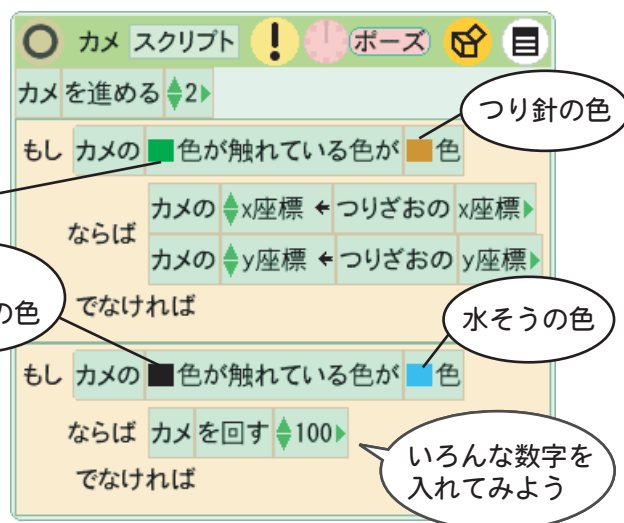 カメ スクリプト ! ポーズ
カメ を進める 2
つり針の色
もし カメの 色が触れている色が 色
ならば
カメの x座標 ← つりざおの x座標
カメの y座標 ← つりざおの y座標
でなければ
の色
水そうの色
もし カメの 色が触れている色が 色
ならば カメ を回す 100
でなければ
いろんな数字を
入れてみよう